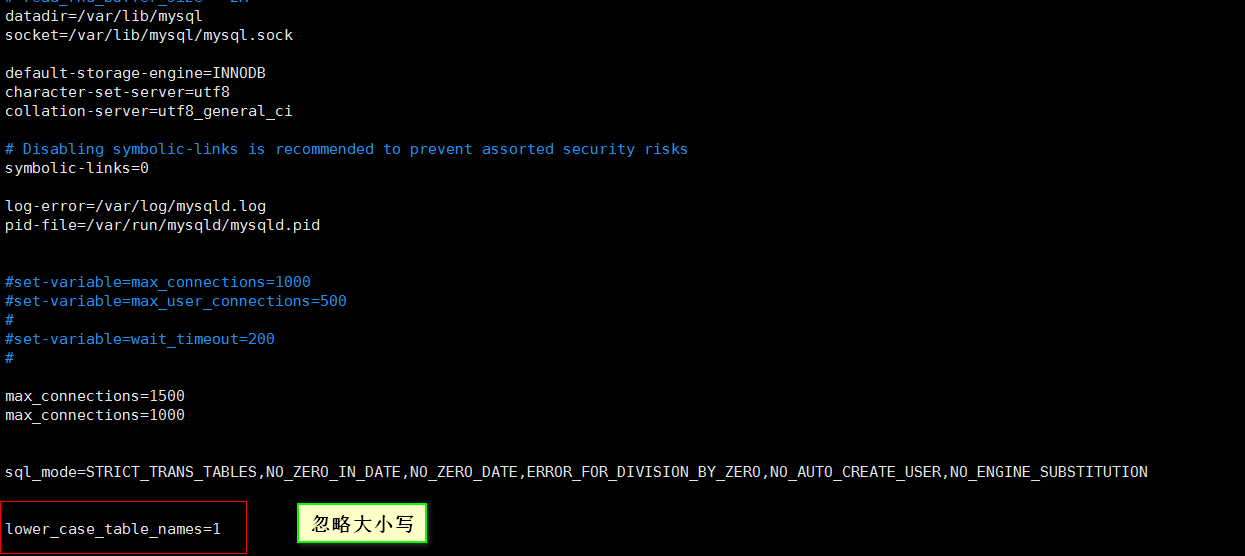 datadir=/var/lib/mysql
socket=/var/lib/mysql/mysql.sock
default-storage-engine=INNODB
character-set-server=utf8
collation-server=utf8_general_ci
# Disabling symbolic-links is recommended to prevent assorted security risks
symbolic-links=0
log-error=/var/log/mysqld.log
pid-file=/var/run/mysqld/mysqld.pid
#set-variable=max_connections=1000
#set-variable=max_user_connections=500
#
#set-variable=wait_timeout=200
#
max_connections=1500
max_connections=1000
sql_mode=STRICT_TRANS_TABLES,NO_ZERO_IN_DATE,NO_ZERO_DATE,ERROR_FOR_DIVISION_BY_ZERO,NO_AUTO_CREATE_USER,NO_ENGINE_SUBSTITUTION
lower_case_table_names=1
忽略大小写